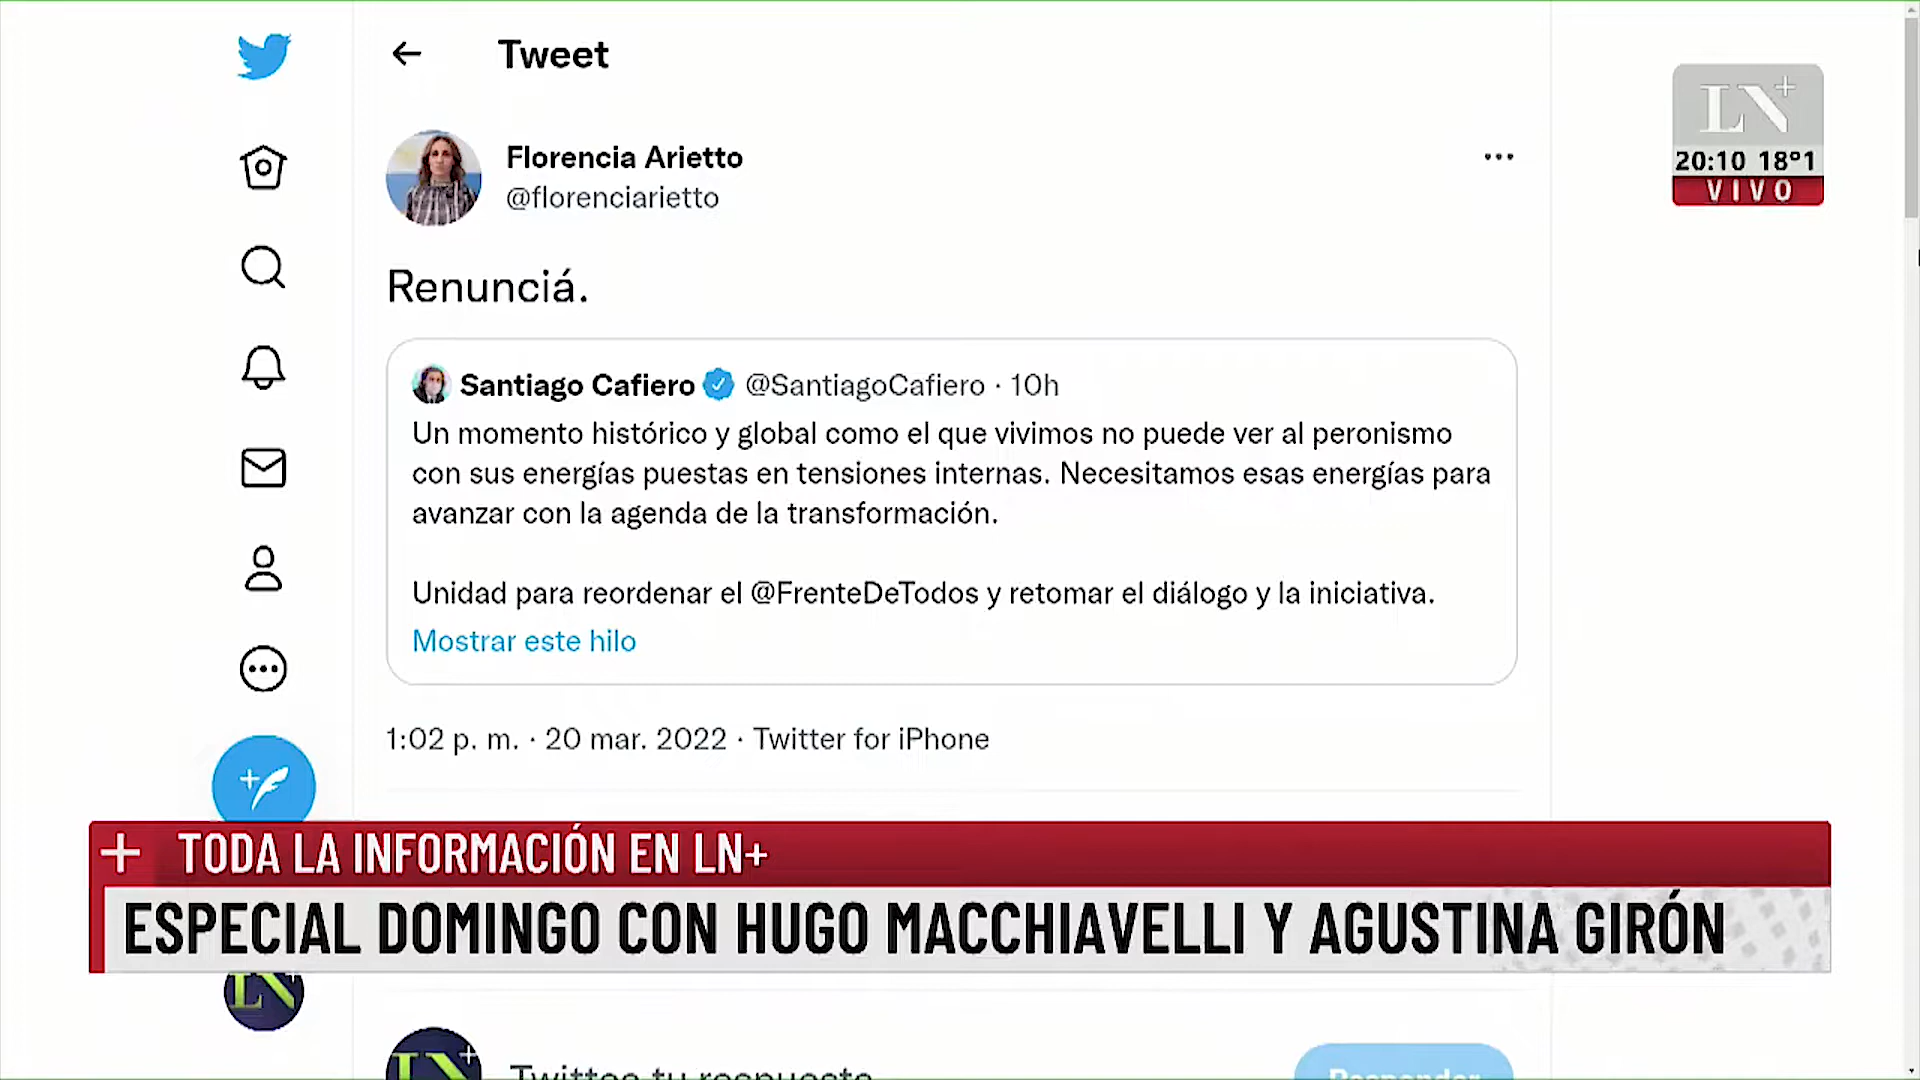 Tweet
LN+
20:10 18°1
VIVO
Florencia Arietto
@florenciarietto
Renunciá.
Santiago Cafiero @SantiagoCafiero · 10h
Un momento histórico y global como el que vivimos no puede ver al peronismo
con sus energías puestas en tensiones internas. Necesitamos esas energías para
avanzar con la agenda de la transformación.
Unidad para reordenar el @FrenteDeTodos y retomar el diálogo y la iniciativa.
Mostrar este hilo
1:02 p. m. · 20 mar. 2022 · Twitter for iPhone
+ TODA LA INFORMACIÓN EN LN+
ESPECIAL DOMINGO CON HUGO MACCHIAVELLI Y AGUSTINA GIRÓN
LN+
LN+
Twittea tu respuesta
Responder